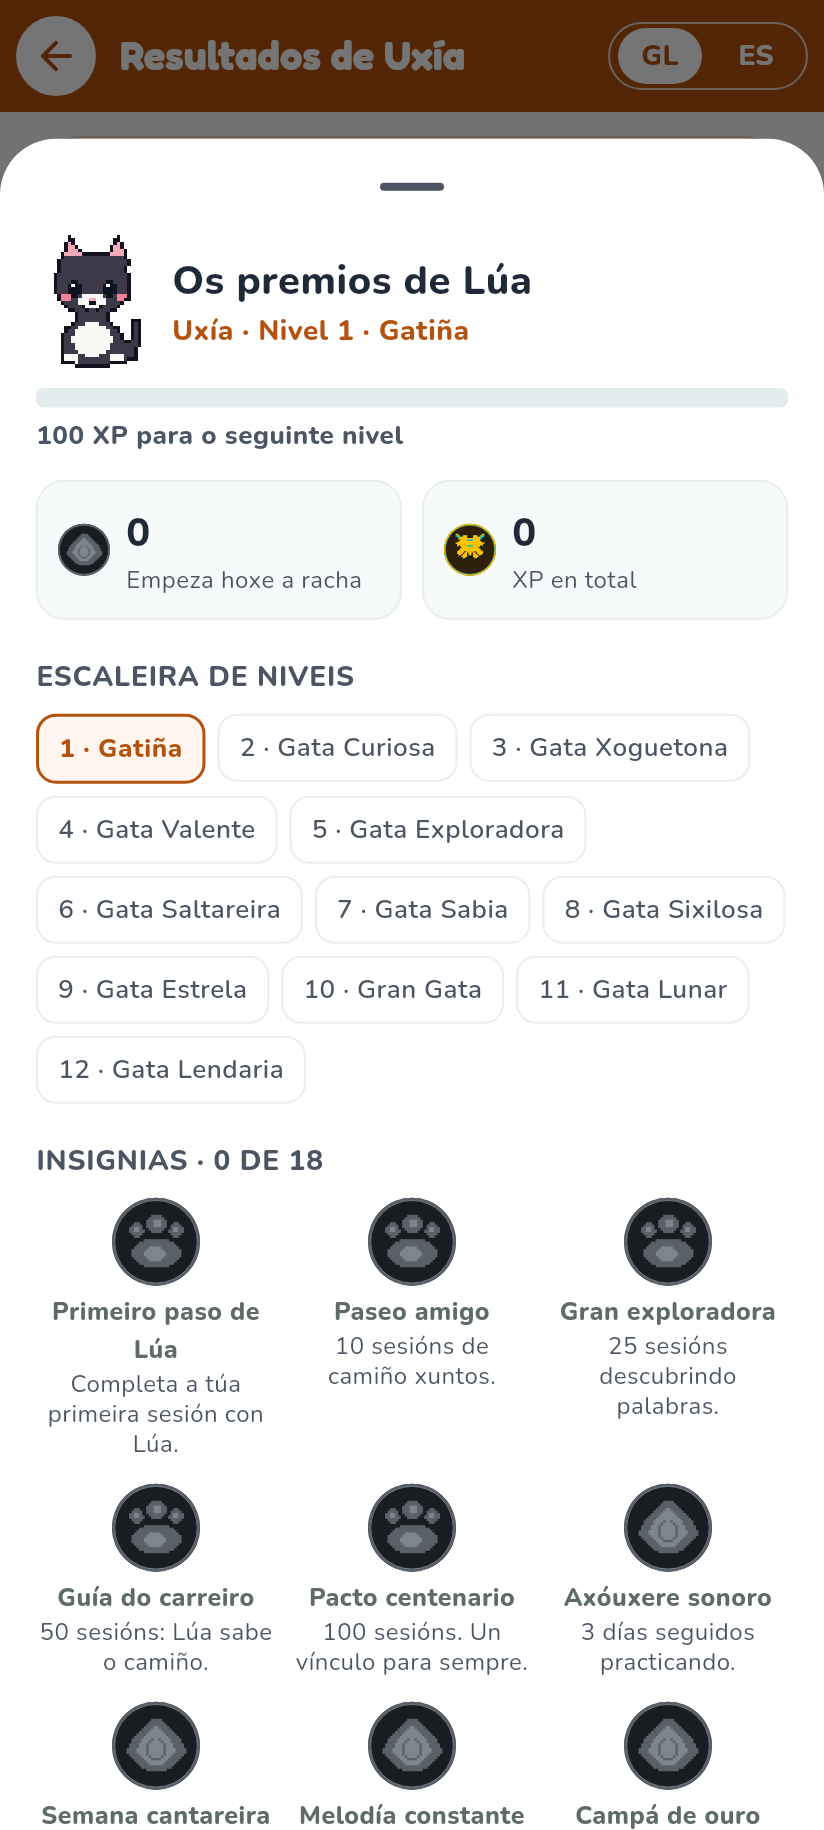 Resultados de Uxía
GL
ES
Os premios de Lúa
Uxía · Nivel 1 · Gatiña
100 XP para o seguinte nivel
0
Empeza hoxe a racha
0
XP en total
ESCALEIRA DE NIVEIS
1 · Gatiña
2 · Gata Curiosa
3 · Gata Xoguetona
4 · Gata Valente
5 · Gata Exploradora
6 · Gata Saltareira
7 · Gata Sabia
8 · Gata Sixilosa
9 · Gata Estrela
10 · Gran Gata
11 · Gata Lunar
12 · Gata Lendaria
INSIGNIAS · 0 DE 18
Primeiro paso de
Lúa
Completa a túa
primeira sesión con
Lúa.
Paseo amigo
10 sesións de
camiño xuntos.
Gran exploradora
25 sesións
descubrindo
palabras.
Guía do carreiro
50 sesións: Lúa sabe
o camiño.
Pacto centenario
100 sesións. Un
vínculo para sempre.
Axóuxere sonoro
3 días seguidos
practicando.
Semana cantareira
Melodía constante
Campá de ouro